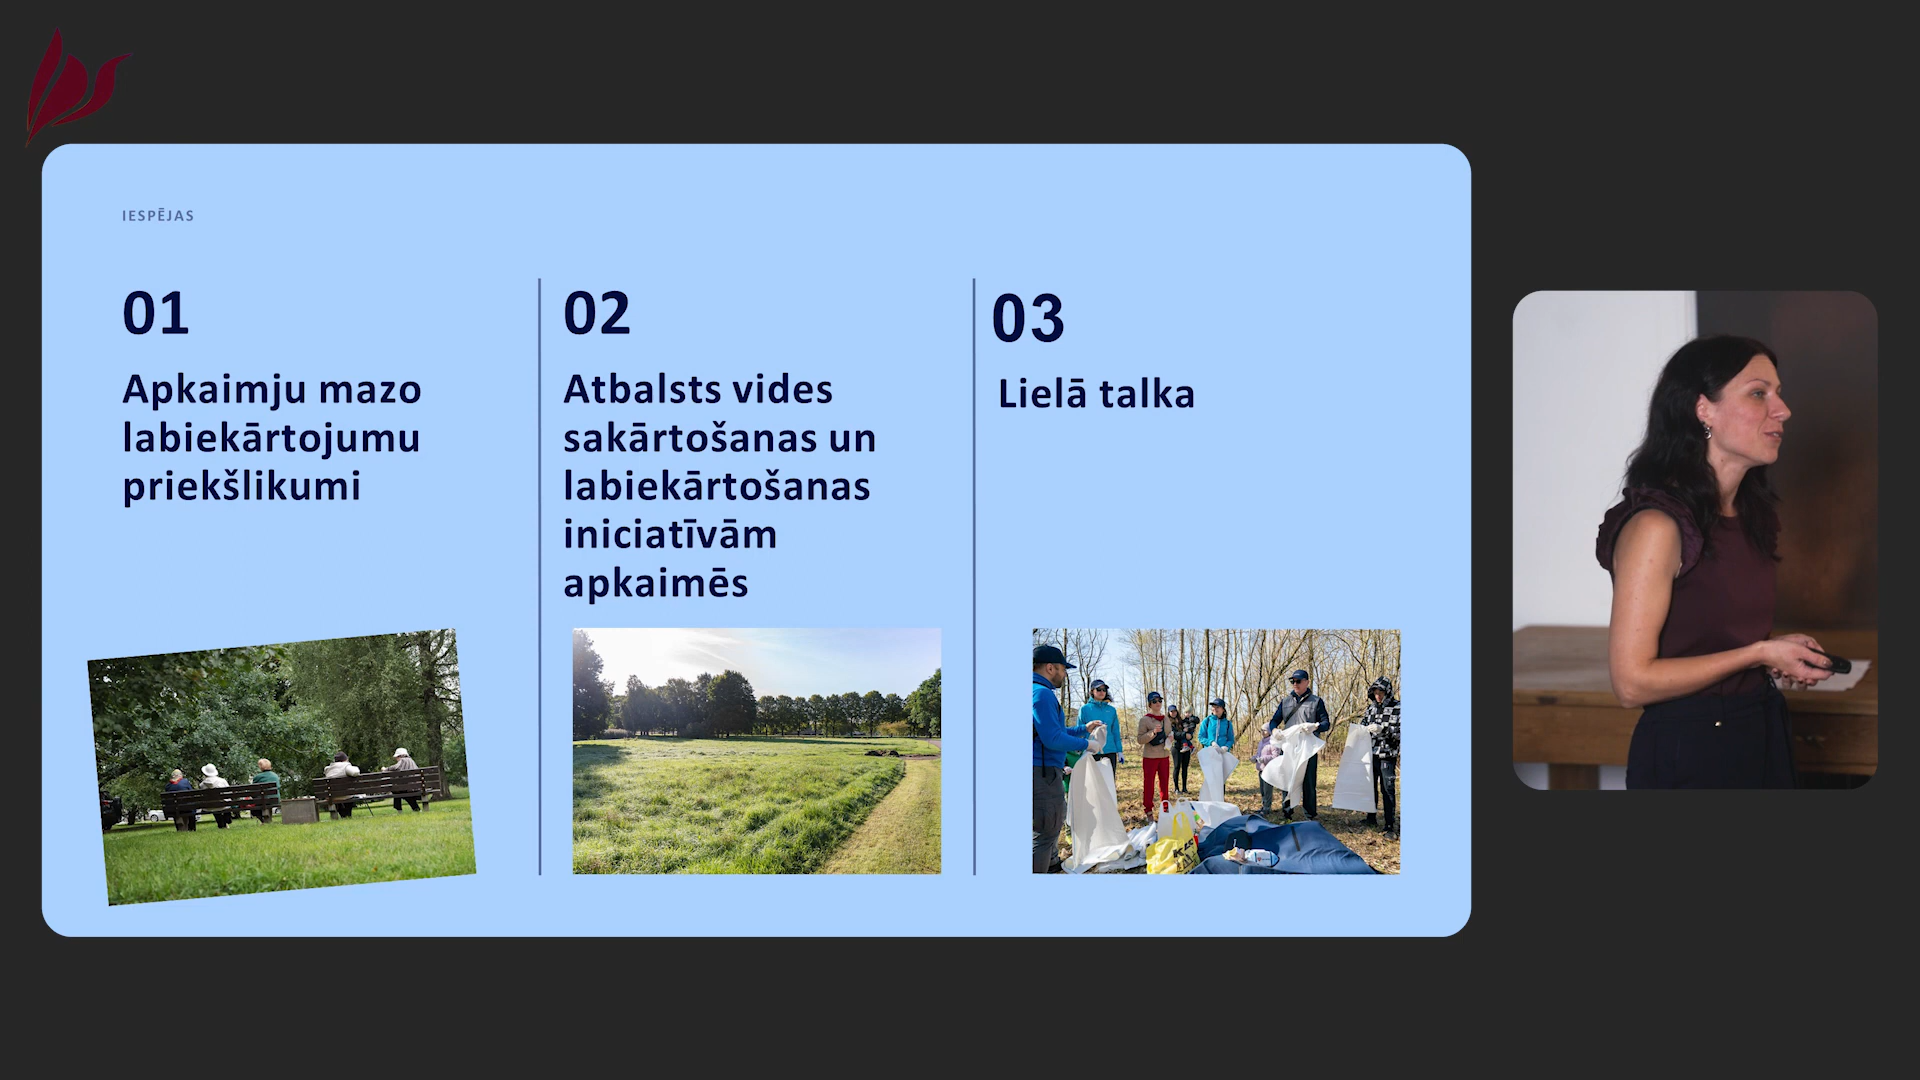 IESPĒJAS
01
Apkaimju mazo
labiekārtojumu
priekšlikumi
02
Atbalsts vides
sakārtošanas un
labiekārtošanas
iniciatīvām
apkaimēs
03
Lielā talka